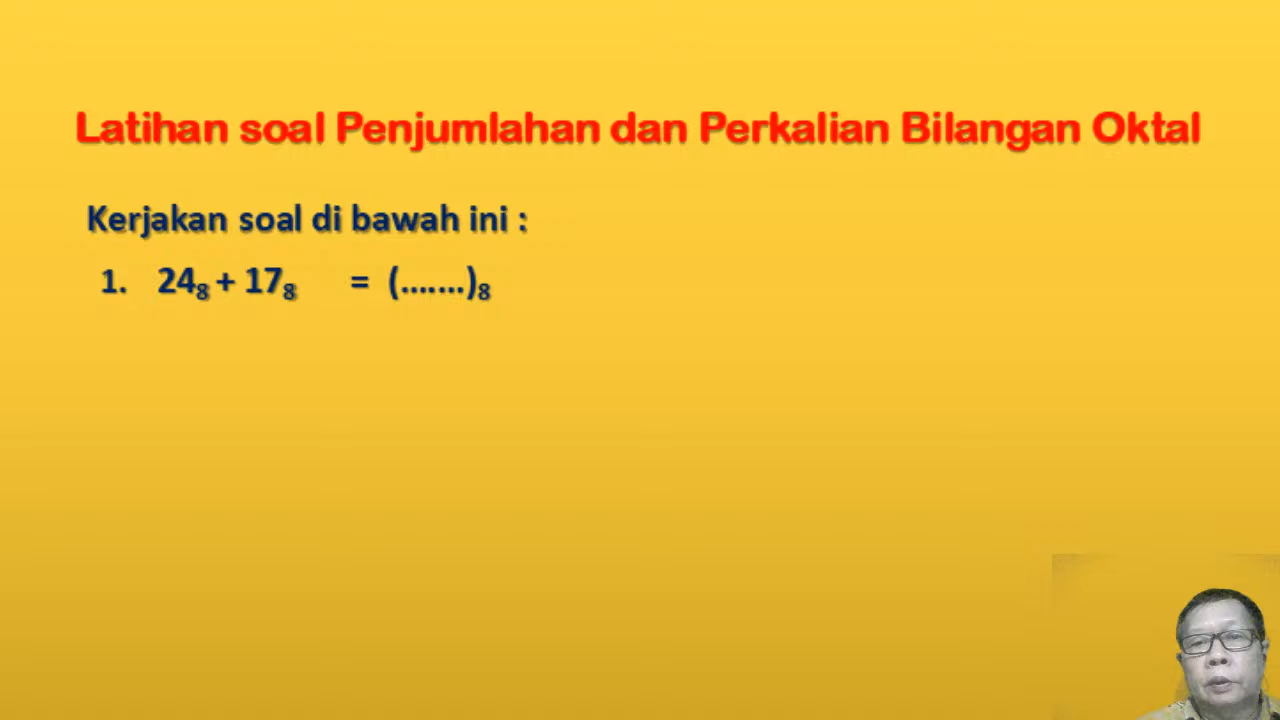 Latihan soal Penjumlahan dan Perkalian Bilangan Oktal
Kerjakan soal di bawah ini :
1. 24₈ + 17₈ = (.......)₈